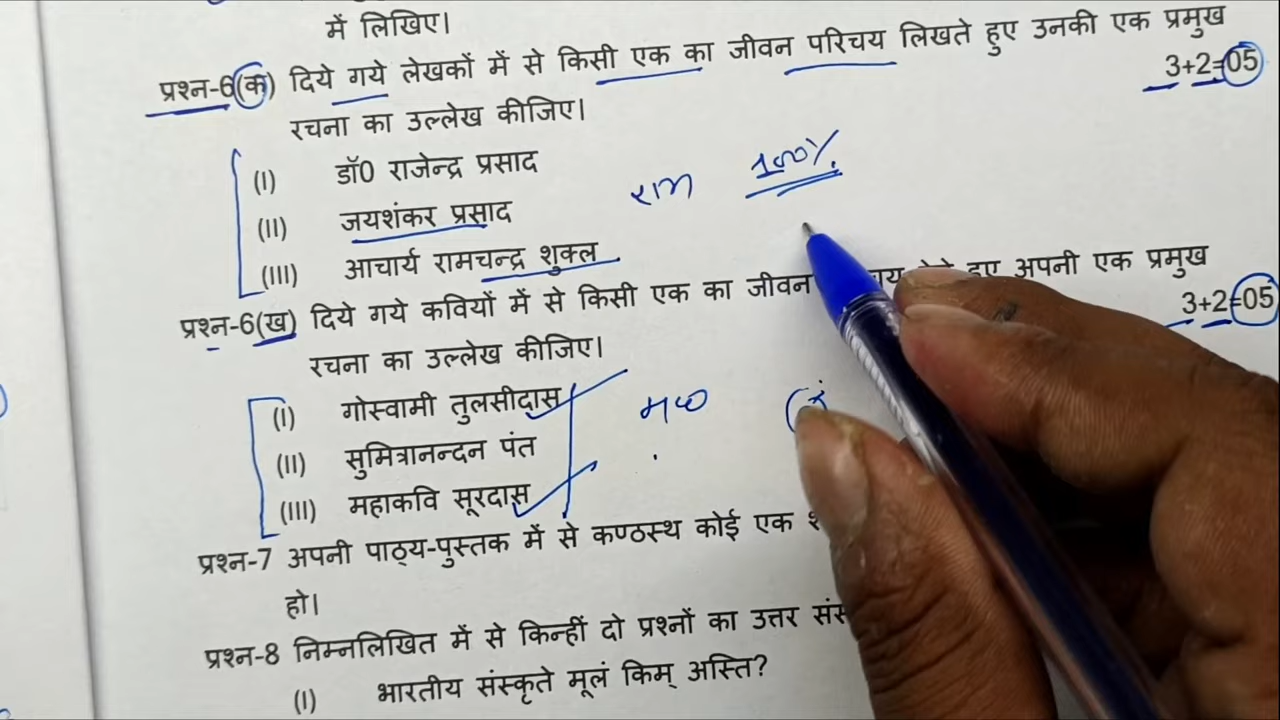 में लिखिए।
प्रश्न-6(क) दिये गये लेखकों में से किसी एक का जीवन परिचय लिखते हुए उनकी एक प्रमुख 3+2=05
रचना का उल्लेख कीजिए।
(I) डॉ0 राजेन्द्र प्रसाद
(II) जयशंकर प्रसाद
राम 100%
(III) आचार्य रामचन्द्र शुक्ल
प्रश्न-6(ख) दिये गये कवियों में से किसी एक का जीवन हुए अपनी एक प्रमुख 3+2=05
रचना का उल्लेख कीजिए।
(I) गोस्वामी तुलसीदास
(II) सुमित्रानन्दन पंत
(III) महाकवि सूरदास
प्रश्न-7 अपनी पाठ्य-पुस्तक में से कण्ठस्थ कोई एक
हो।
प्रश्न-8 निम्नलिखित में से किन्हीं दो प्रश्नों का उत्तर
(I) भारतीय संस्कृते मूलं किम् अस्ति?